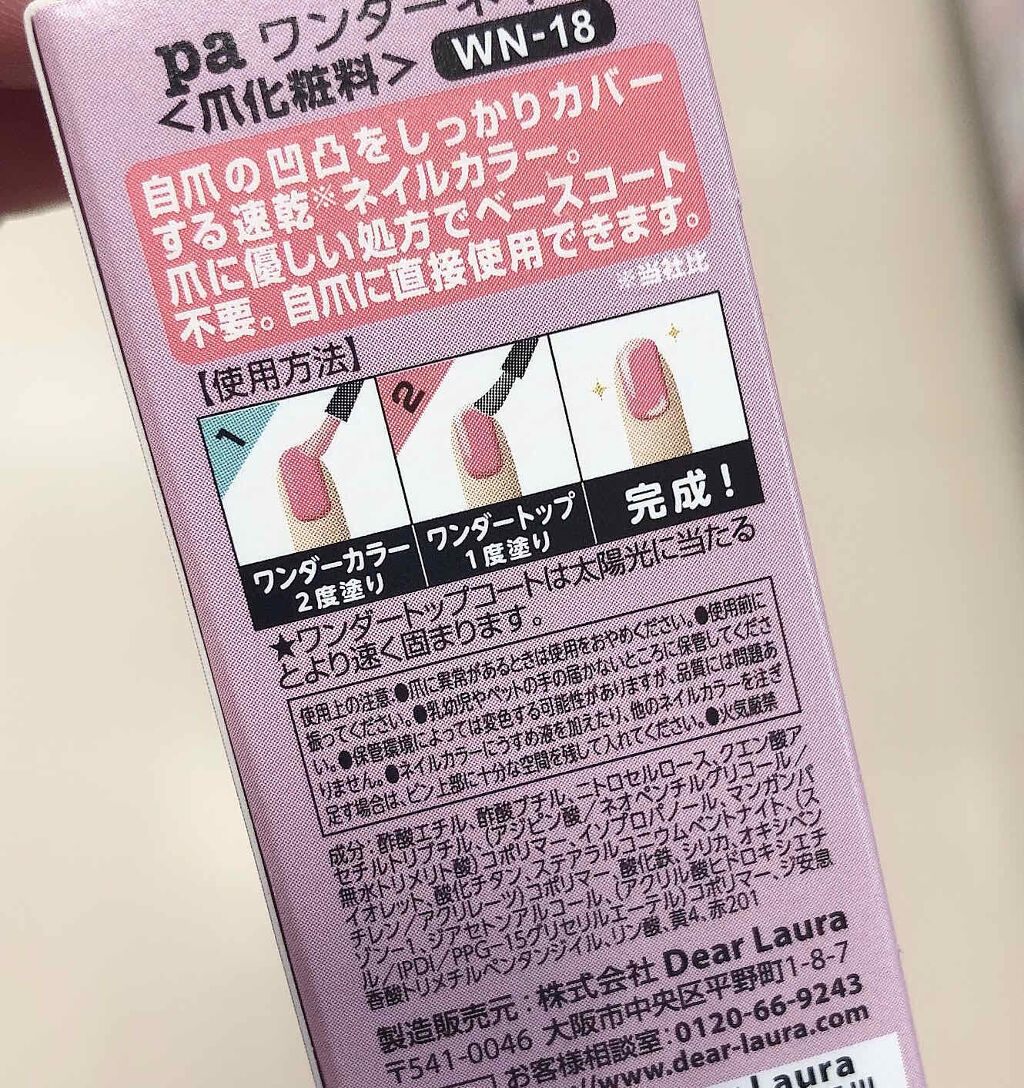 pa ワンダーネイ
<爪化粧料> WN-18
自爪の凹凸をしっかりカバー
する速乾※ネイルカラー。
爪に優しい処方でベースコート
不要。自爪に直接使用できます。
※当社比
【使用方法】
1
2
ワンダーカラー
2度塗り
ワンダートップ
1度塗り
完成！
★ワンダートップコートは太陽光に当たる
とより速く固まります。
使用上の注意:●爪に異常があるときは使用をおやめください。●使用前に
振ってください。●乳幼児やペットの手の届かないところに保管してくださ
い。●保管環境によっては変色する可能性がありますが、品質には問題あ
りません。●ネイルカラーにうすめ液を加えたり、他のネイルカラーを注ぎ
足す場合は、ビン上部に十分な空間を残して入れてください。●火気厳禁
成分:酢酸エチル、酢酸ブチル、ニトロセルロース、クエン酸ア
セチルトリブチル、(アジピン酸／ネオペンチルグリコール／
無水トリメリト酸)コポリマー、イソプロパノール、マンガンバ
イオレット、酸化チタン、ステアラルコニウムベントナイト、(ス
チレン／アクリレーツ)コポリマー、酸化鉄、シリカ、オキシベン
ゾン-1、ジアセトンアルコール、(アクリル酸ヒドロキシエチ
ル／IPDI／PPG-15グリセリルエーテル)コポリマー、ジ安息
香酸トリメチルペンタンジイル、リン酸、黄4、赤201
製造販売元:株式会社 Dear Laura
〒541-0046 大阪市中央区平野町1-8-7
お客様相談室:0120-66-9243
//www.dear-laura.com
Laura